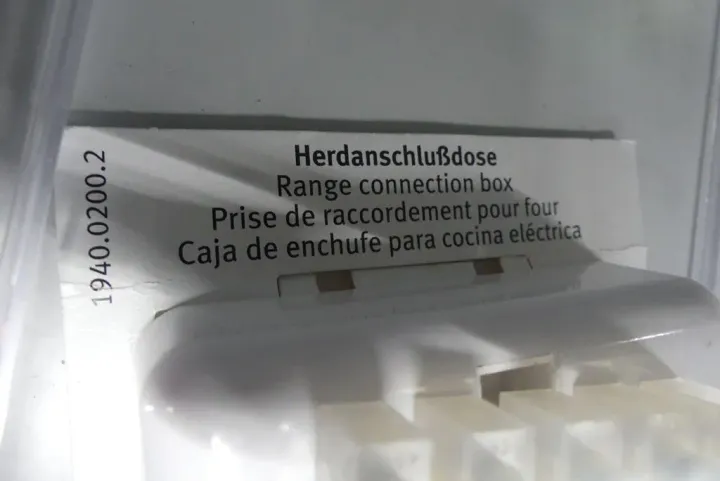 Herdanschlußdose
Range connection box
Prise de raccordement pour four
Caja de enchufe para cocina eléctrica
1940.0200.2